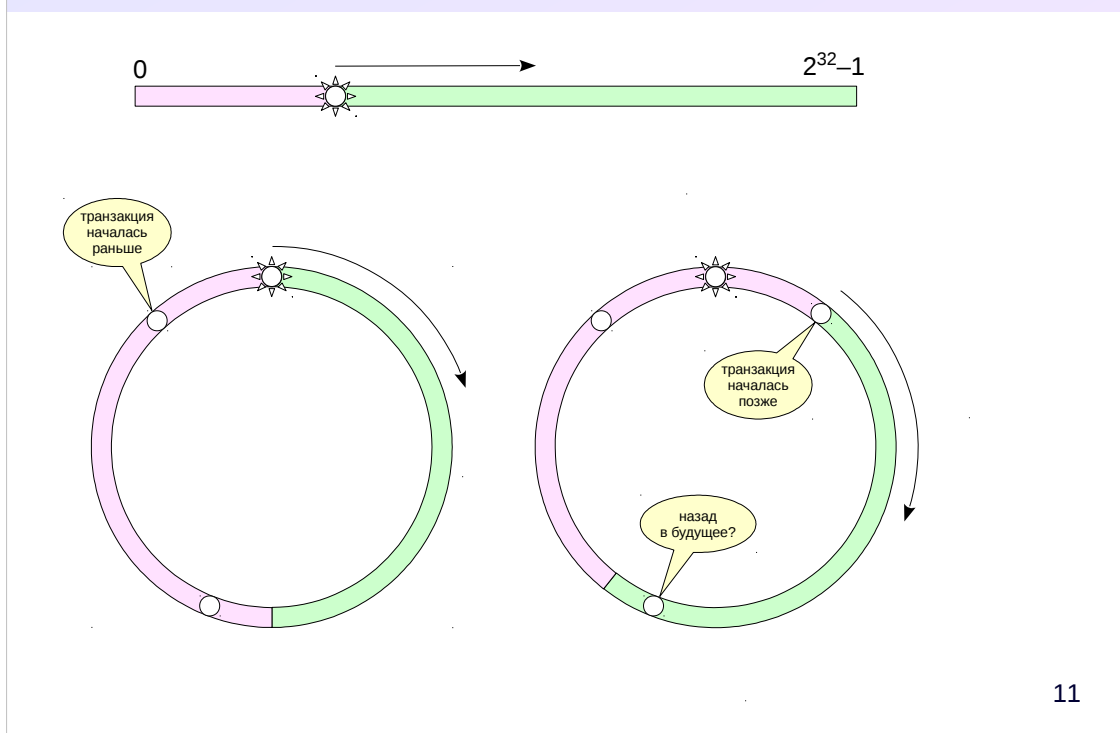 0
2³²–1
транзакция
началась
раньше
транзакция
началась
позже
назад
в будущее?
11